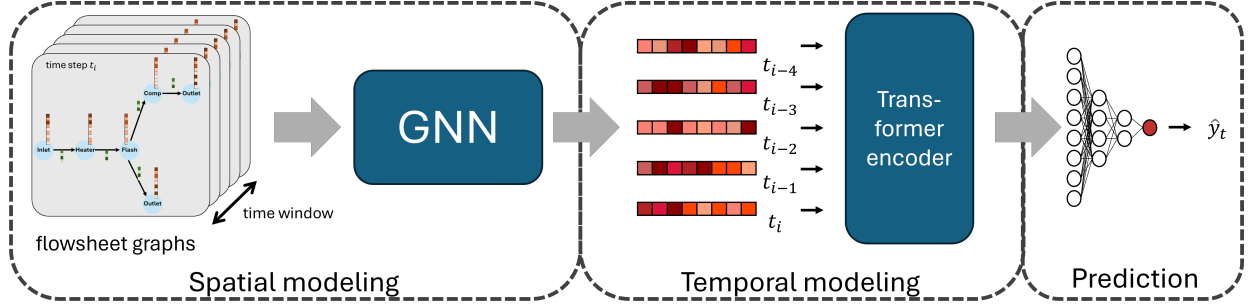 time step t_i
Comp
Outlet
Inlet
Heater
Flash
Outlet
time window
flowsheet graphs
Spatial modeling
GNN
t_{i-4}
t_{i-3}
t_{i-2}
t_{i-1}
t_i
Trans-
former
encoder
Temporal modeling
ŷ_t
Prediction